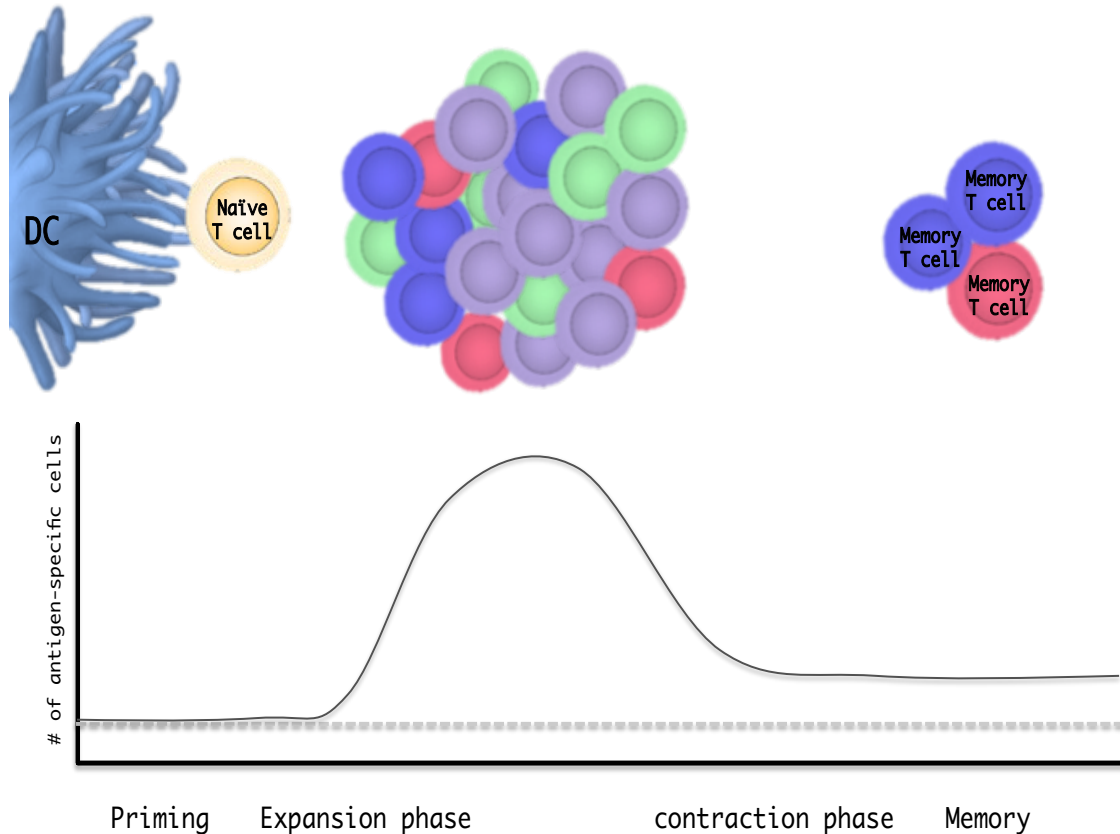 DC
Naïve
T cell
Memory
T cell
Memory
T cell
Memory
T cell
# of antigen-specific cells
Priming
Expansion phase
contraction phase
Memory